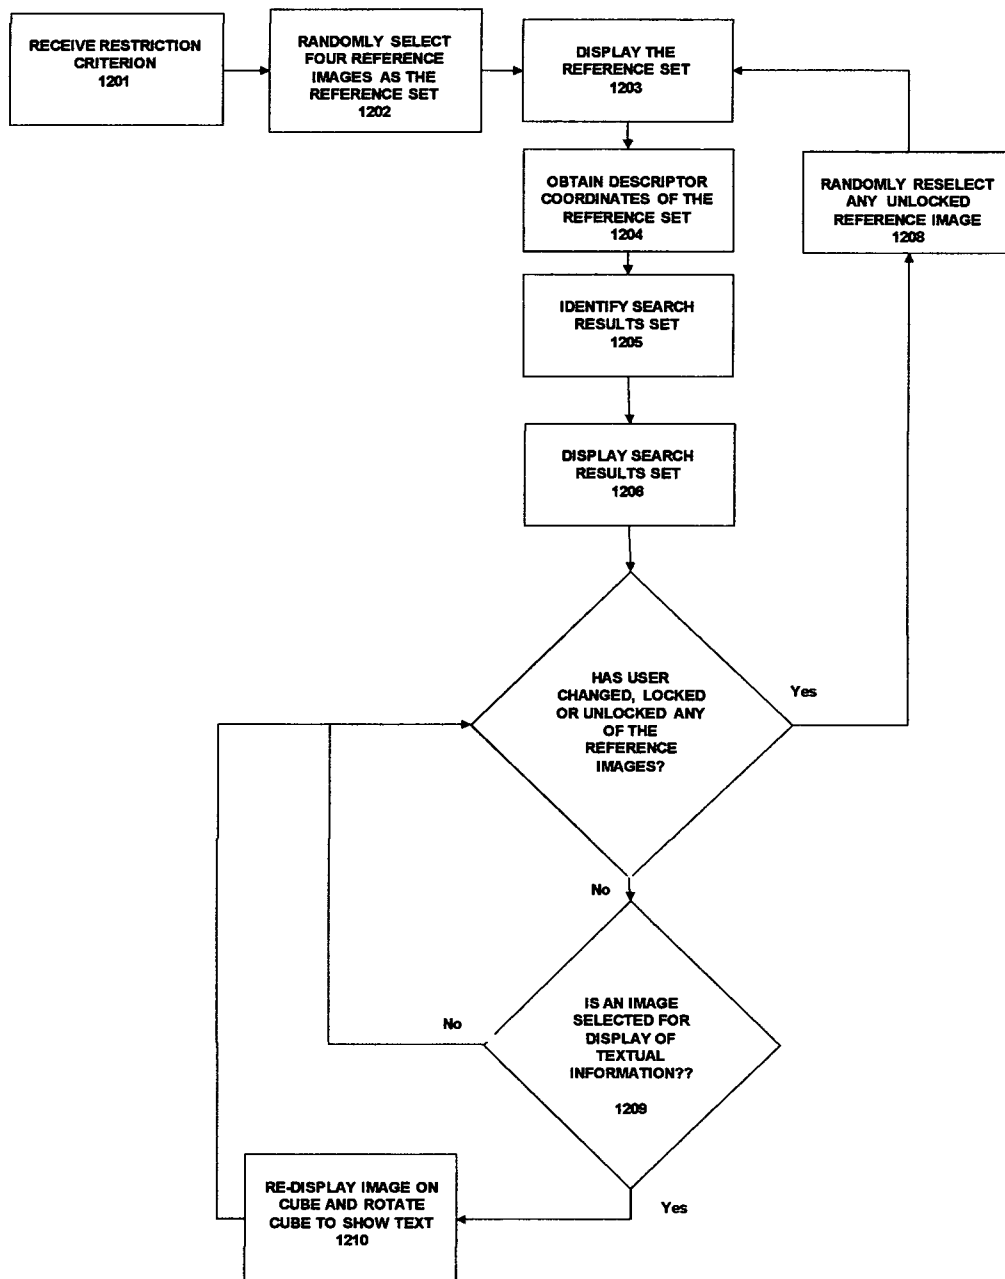 RECEIVE RESTRICTION
CRITERION
1201
RANDOMLY SELECT
FOUR REFERENCE
IMAGES AS THE
REFERENCE SET
1202
DISPLAY THE
REFERENCE SET
1203
OBTAIN DESCRIPTOR
COORDINATES OF THE
REFERENCE SET
1204
RANDOMLY RESELECT
ANY UNLOCKED
REFERENCE IMAGE
1208
IDENTIFY SEARCH
RESULTS SET
1205
DISPLAY SEARCH
RESULTS SET
1206
HAS USER
CHANGED, LOCKED
OR UNLOCKED ANY
OF THE
REFERENCE
IMAGES?
Yes
No
IS AN IMAGE
SELECTED FOR
DISPLAY OF
TEXTUAL
INFORMATION??
1209
No
Yes
RE-DISPLAY IMAGE ON
CUBE AND ROTATE
CUBE TO SHOW TEXT
1210